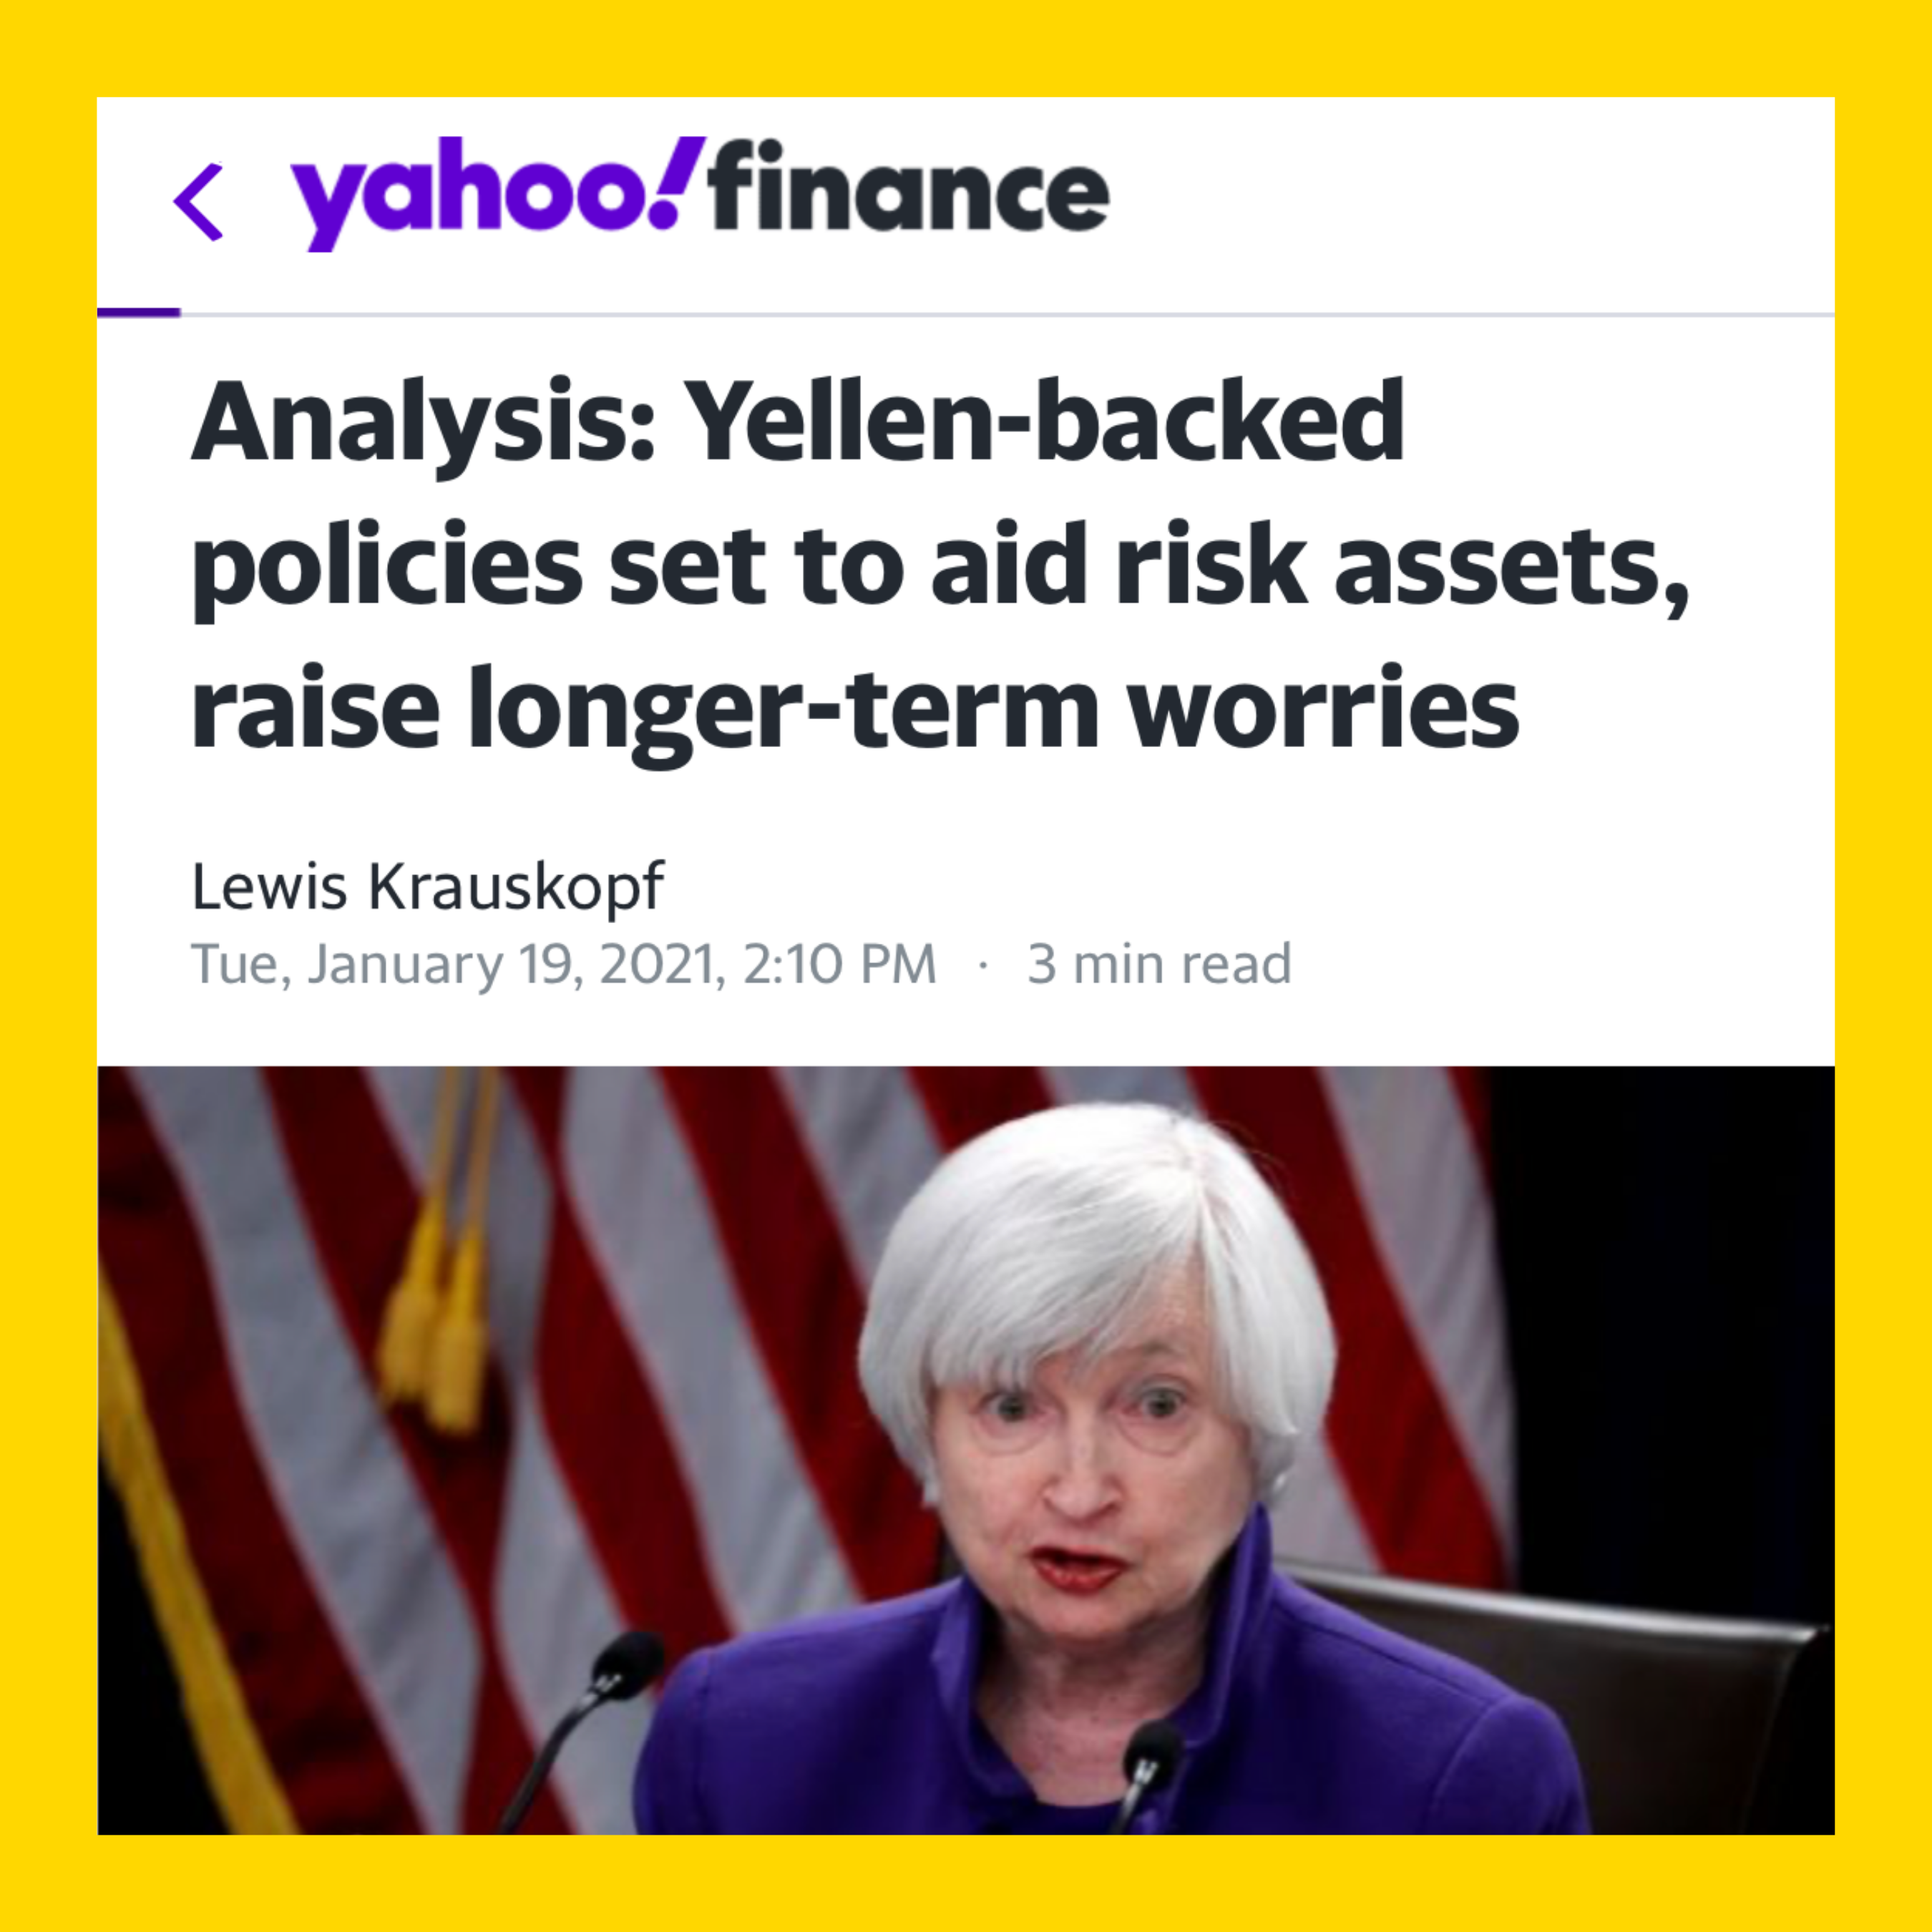 yahoo!finance
Analysis: Yellen-backed
policies set to aid risk assets,
raise longer-term worries
Lewis Krauskopf
Tue, January 19, 2021, 2:10 PM · 3 min read